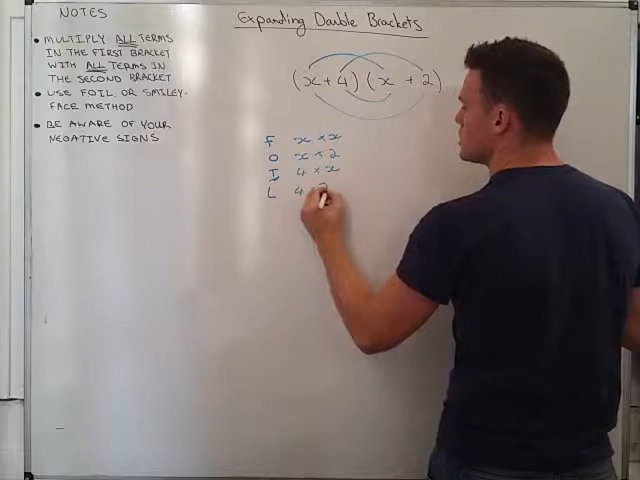 NOTES
Expanding Double Brackets
• MULTIPLY ALL TERMS
IN THE FIRST BRACKET
WITH ALL TERMS IN
THE SECOND BRACKET
• USE FOIL OR SMILEY-
FACE METHOD
• BE AWARE OF YOUR
NEGATIVE SIGNS
(x+4)(x+2)
F x × x
O x × 2
I 4 × x
L 4 × 2